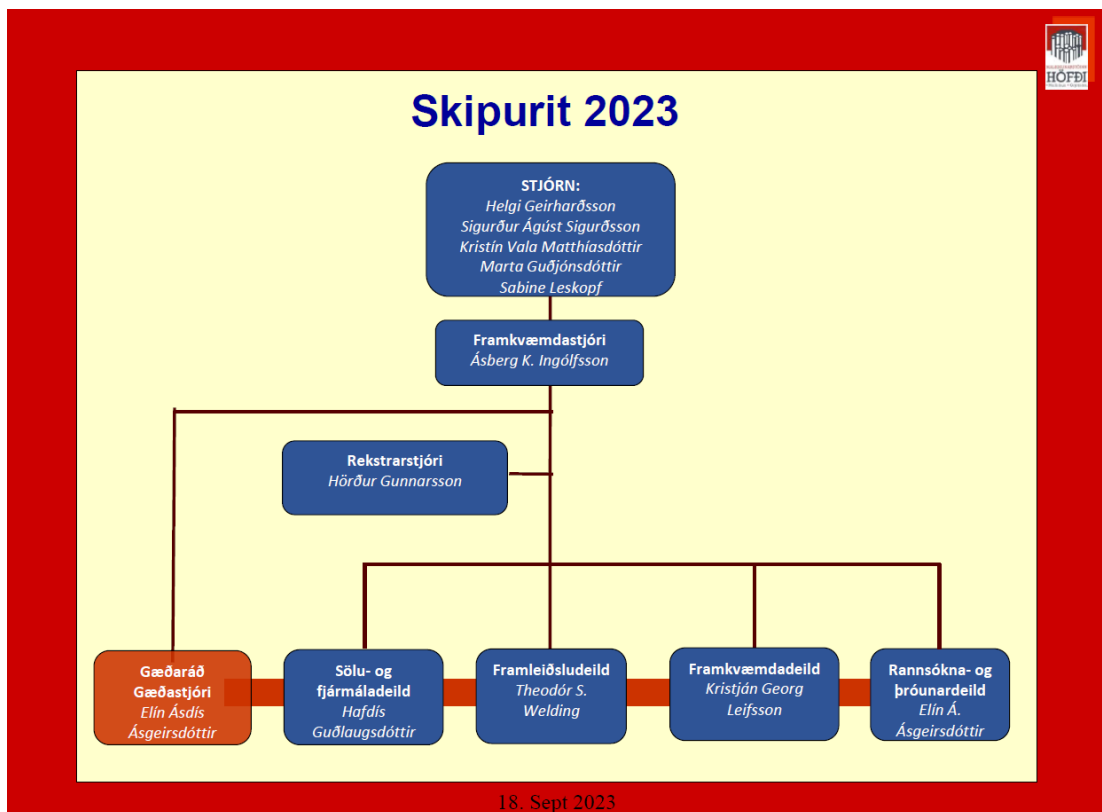 HÖFÐI
Skipurit 2023
STJÓRN:
Helgi Geirharðsson
Sigurður Ágúst Sigurðsson
Kristín Vala Matthíasdóttir
Marta Guðjónsdóttir
Sabine Leskopf
Framkvæmdastjóri
Ásberg K. Ingólfsson
Rekstrarstjóri
Hörður Gunnarsson
Gæðaráð
Gæðastjóri
Elín Ásdís
Ásgeirsdóttir
Sölu- og
fjármáladeild
Hafdís
Guðlaugsdóttir
Framleiðsludeild
Theodór S.
Welding
Framkvæmdadeild
Kristján Georg
Leifsson
Rannsókna- og
þróunardeild
Elín Á.
Ásgeirsdóttir
18. Sept 2023